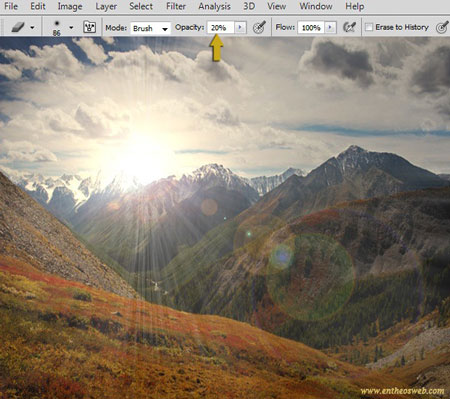 File Edit Image Layer Select Filter Analysis 3D View Window Help
86 Mode: Brush Opacity: 20% Flow: 100% Erase to History
www.entheosweb.com